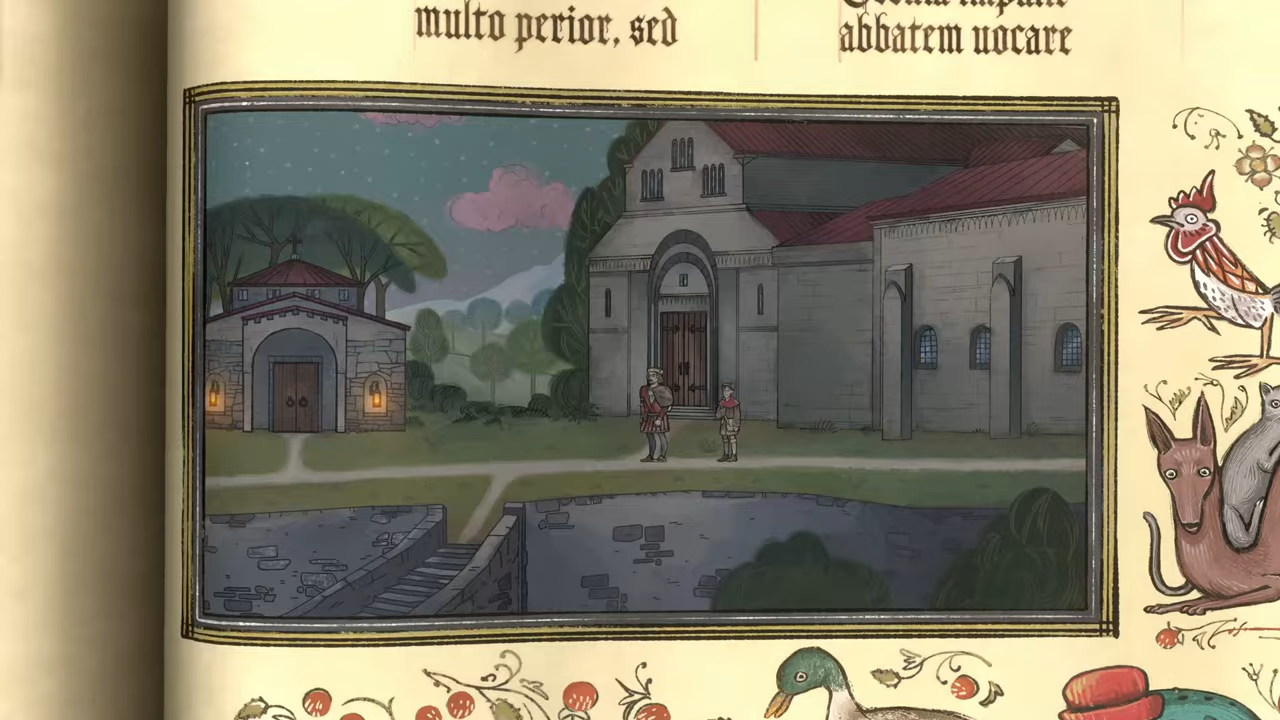 multo perior, sed
abbatem uocare